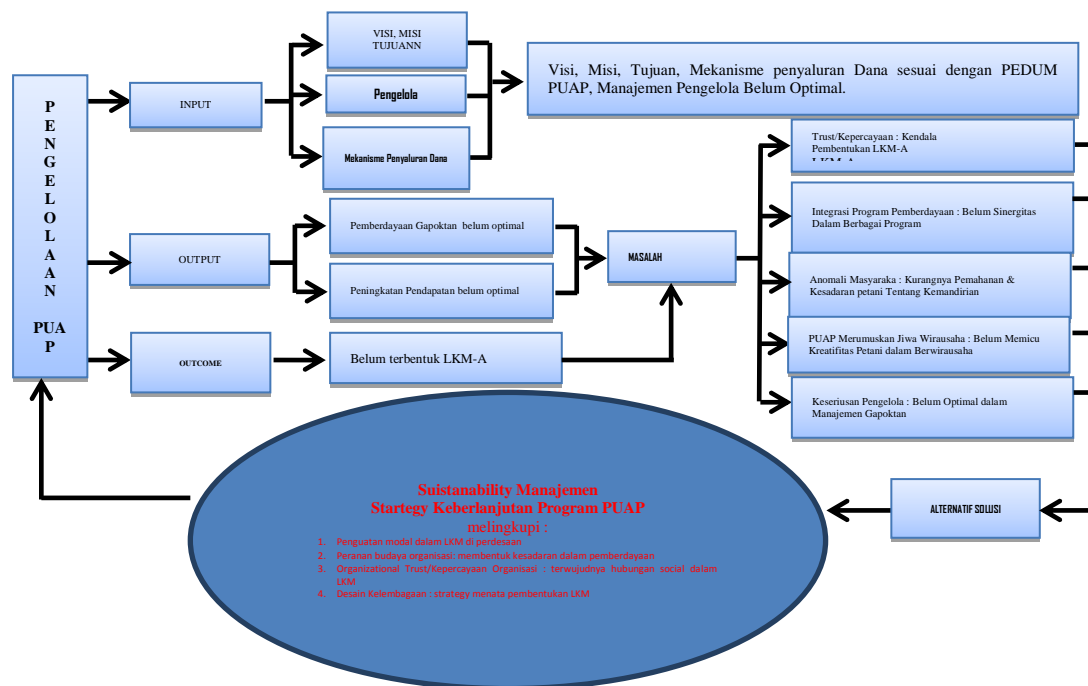 P
E
N
G
E
L
O
L
A
A
N
PUA
P
INPUT
VISI, MISI
TUJUANN
Pengelola
Mekanisme Penyaluran Dana
Visi, Misi, Tujuan, Mekanisme penyaluran Dana sesuai dengan PEDUM
PUAP, Manajemen Pengelola Belum Optimal.
OUTPUT
Pemberdayaan Gapoktan belum optimal
Peningkatan Pendapatan belum optimal
OUTCOME
Belum terbentuk LKM-A
MASALAH
Trust/Kepercayaan : Kendala
Pembentukan LKM-A
LKM-A
Integrasi Program Pemberdayaan : Belum Sinergitas
Dalam Berbagai Program
Anomali Masyaraka : Kurangnya Pemahanan &
Kesadaran petani Tentang Kemandirian
PUAP Merumuskan Jiwa Wirausaha : Belum Memicu
Kreatifitas Petani dalam Berwirausaha
Keseriusan Pengelola : Belum Optimal dalam
Manajemen Gapoktan
ALTERNATIF SOLUSI
Suistanability Manajemen
Startegy Keberlanjutan Program PUAP
melingkupi :
1. Penguatan modal dalam LKM di perdesaan
2. Peranan budaya organisasi: membentuk kesadaran dalam pemberdayaan
3. Organizational Trust/Kepercayaan Organisasi : terwujudnya hubungan social dalam
LKM
4. Desain Kelembagaan : strategy menata pembentukan LKM